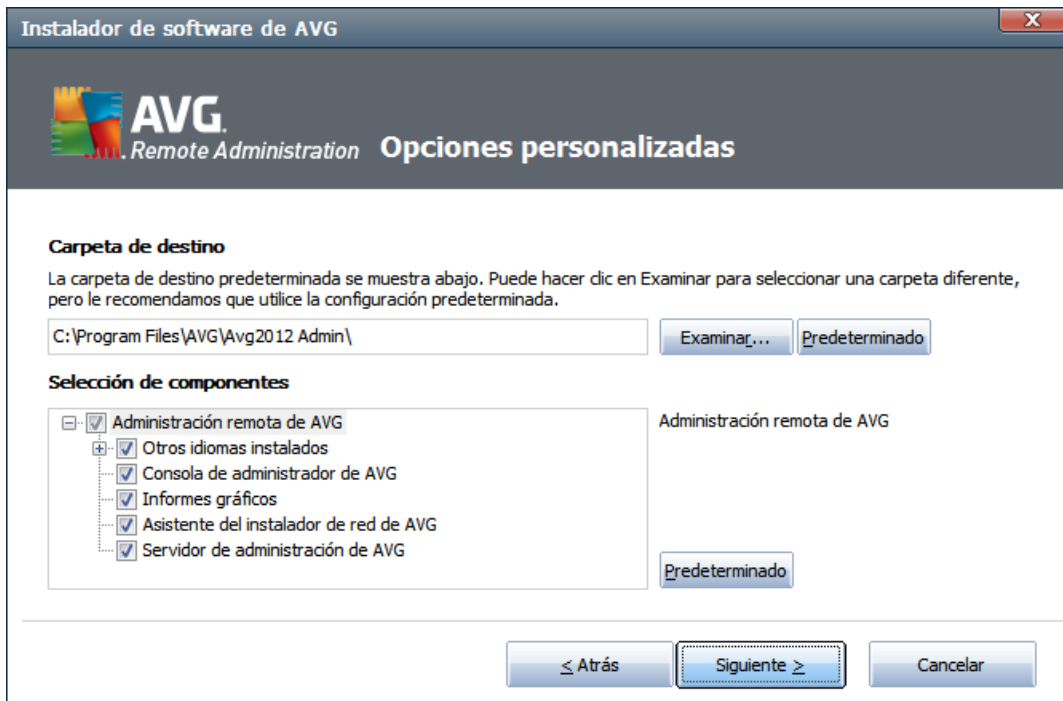 Instalador de software de AVG
AVG.
Remote Administration
Opciones personalizadas
Carpeta de destino
La carpeta de destino predeterminada se muestra abajo. Puede hacer clic en Examinar para seleccionar una carpeta diferente,
pero le recomendamos que utilice la configuración predeterminada.
C:\Program Files\AVG\Avg2012 Admin\
Examinar...
Predeterminado
Selección de componentes
Administración remota de AVG
Otros idiomas instalados
Consola de administrador de AVG
Informes gráficos
Asistente del instalador de red de AVG
Servidor de administración de AVG
Administración remota de AVG
Predeterminado
< Atrás
Siguiente >
Cancelar